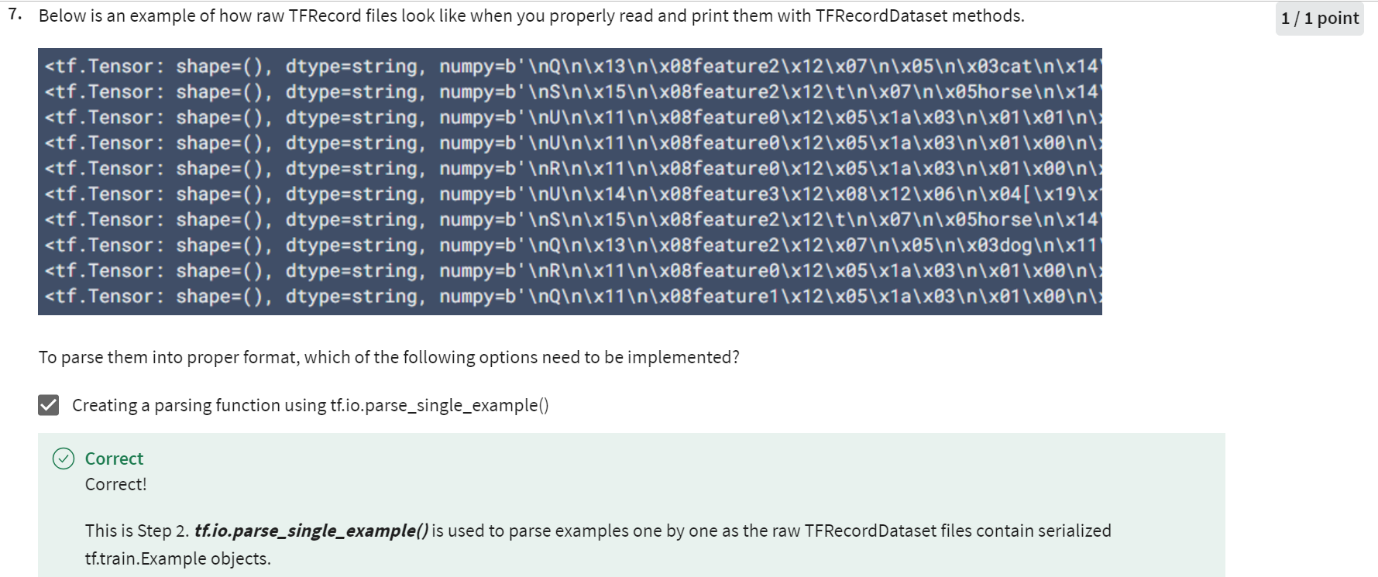 7. Below is an example of how raw TFRecord files look like when you properly read and print them with TFRecordDataset methods.
1 / 1 point
<tf.Tensor: shape=(), dtype=string, numpy=b'\nQ\n\x13\n\x08feature2\x12\x07\n\x05\n\x03cat\n\x14
<tf.Tensor: shape=(), dtype=string, numpy=b'\nS\n\x15\n\x08feature2\x12\t\n\x07\n\x05horse\n\x14
<tf.Tensor: shape=(), dtype=string, numpy=b'\nU\n\x11\n\x08feature0\x12\x05\x1a\x03\n\x01\x01\n\
<tf.Tensor: shape=(), dtype=string, numpy=b'\nU\n\x11\n\x08feature0\x12\x05\x1a\x03\n\x01\x00\n\
<tf.Tensor: shape=(), dtype=string, numpy=b'\nR\n\x11\n\x08feature0\x12\x05\x1a\x03\n\x01\x00\n\
<tf.Tensor: shape=(), dtype=string, numpy=b'\nU\n\x14\n\x08feature3\x12\x08\x12\x06\n\x04[\x19\x
<tf.Tensor: shape=(), dtype=string, numpy=b'\nS\n\x15\n\x08feature2\x12\t\n\x07\n\x05horse\n\x14
<tf.Tensor: shape=(), dtype=string, numpy=b'\nQ\n\x13\n\x08feature2\x12\x07\n\x05\n\x03dog\n\x11
<tf.Tensor: shape=(), dtype=string, numpy=b'\nR\n\x11\n\x08feature0\x12\x05\x1a\x03\n\x01\x00\n\
<tf.Tensor: shape=(), dtype=string, numpy=b'\nQ\n\x11\n\x08feature1\x12\x05\x1a\x03\n\x01\x00\n\
To parse them into proper format, which of the following options need to be implemented?
Creating a parsing function using tf.io.parse_single_example()
Correct
Correct!
This is Step 2. tf.io.parse_single_example() is used to parse examples one by one as the raw TFRecordDataset files contain serialized
tf.train.Example objects.